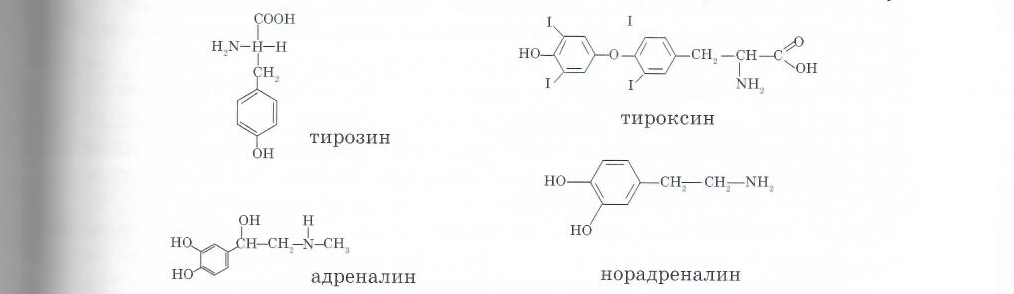 COOH
H₂N—H—H
CH₂
OH
тирозин
I I
HO O CH₂—CH—C O
OH
I I NH₂
тироксин
HO CH₂—CH₂—NH₂
HO
норадреналин
OH H
HO CH—CH₂—N—CH₃
HO
адреналин